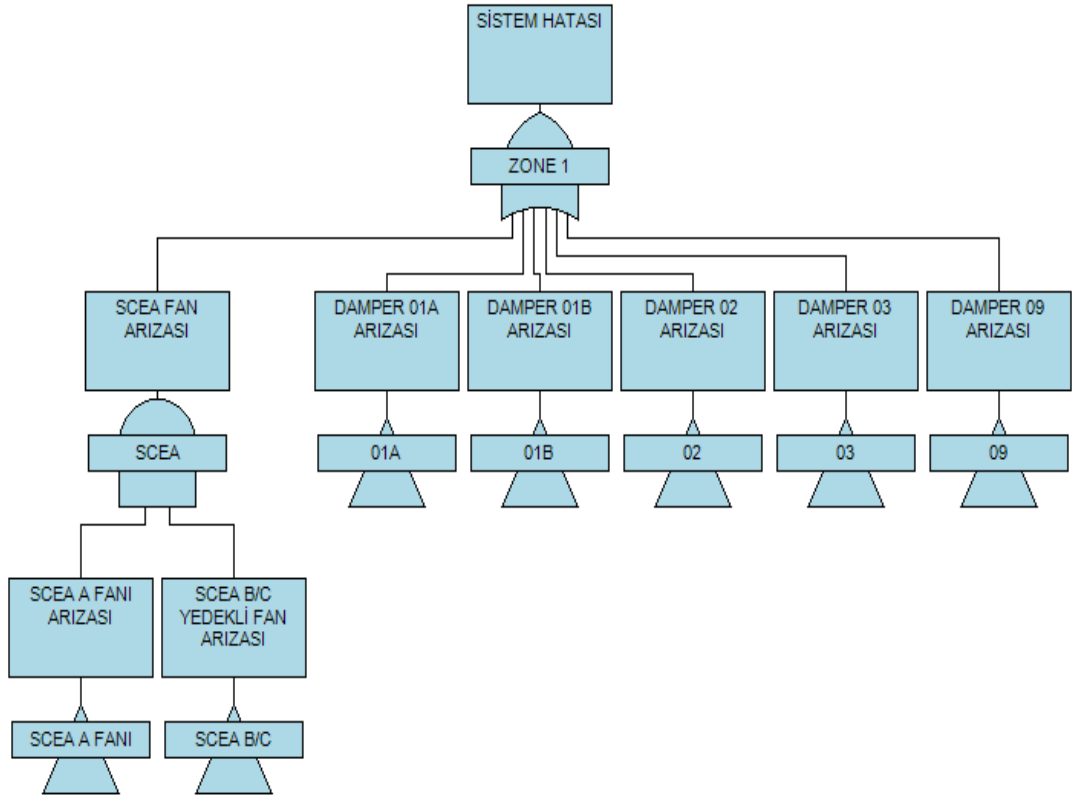 SİSTEM HATASI
ZONE 1
SCEA FAN
ARIZASI
DAMPER 01A
ARIZASI
DAMPER 01B
ARIZASI
DAMPER 02
ARIZASI
DAMPER 03
ARIZASI
DAMPER 09
ARIZASI
SCEA
01A
01B
02
03
09
SCEA A FANI
ARIZASI
SCEA B/C
YEDEKLİ FAN
ARIZASI
SCEA A FANI
SCEA B/C